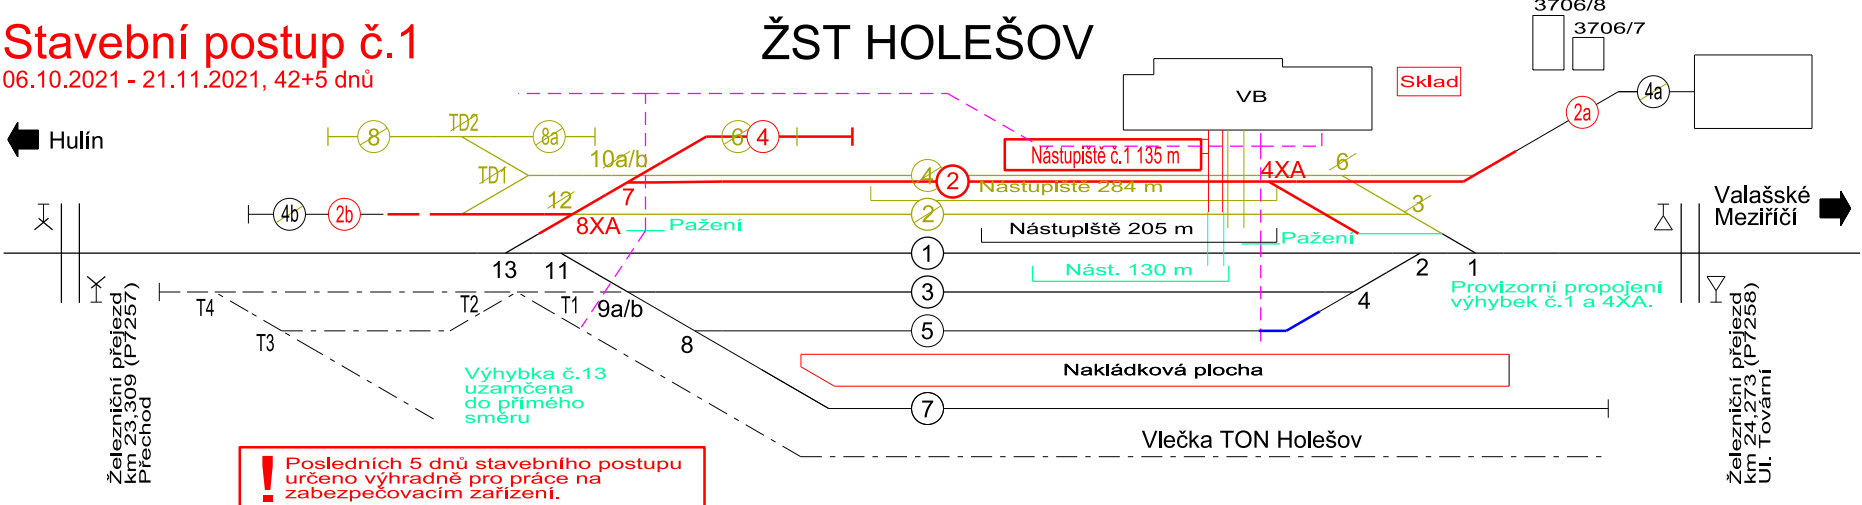 3706/8
Stavební postup č.1
ŽST HOLEŠOV
3706/7
06.10.2021 - 21.11.2021, 42+5 dnů
Sklad
VB
4a
2a
Hulín
TD2
8
8a
6
4
10a/b
Nástupiště č.1 135 m
6
TD1
4
2
4XA
Nástupiště 284 m
7
12
3
Valašské
Meziříčí
4b
2b
8XA
Pažení
2
Nástupiště 205 m
Pažení
1
13
11
Nást. 130 m
2
1
T4
T2
T1
9a/b
3
4
Provizorní propojení
výhybek č.1 a 4XA.
T3
8
5
Železniční přejezd
km 23,309 (P7257)
Přechod
Železniční přejezd
km 24,273 (P7258)
Ul. Tovární
Výhybka č.13
uzamčena
do přímého
směru
Nakládková plocha
7
Vlečka TON Holešov
! Posledních 5 dnů stavebního postupu
určeno výhradně pro práce na
zabezpečovacím zařízení.